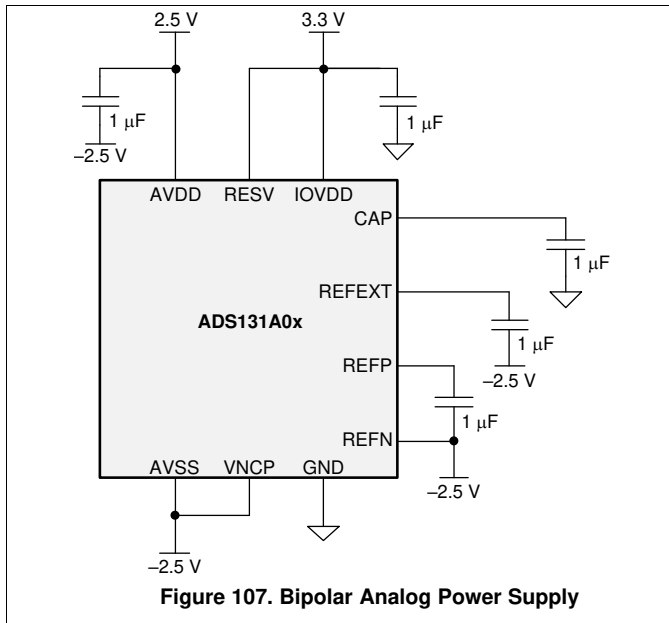 2.5 V
3.3 V
1 µF
–2.5 V
1 µF
AVDD
RESV
IOVDD
CAP
1 µF
REFEXT
ADS131A0x
1 µF
–2.5 V
REFP
1 µF
REFN
–2.5 V
AVSS
VNCP
GND
–2.5 V
Figure 107. Bipolar Analog Power Supply